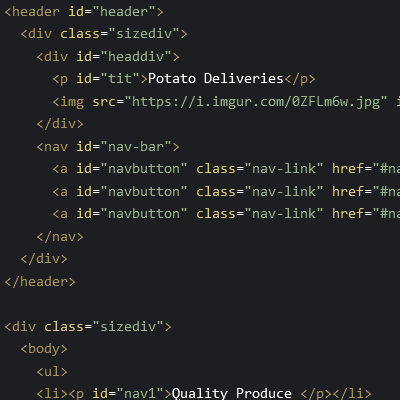 <header id="header">
<div class="sizediv">
<div id="headdiv">
<p id="tit">Potato Deliveries</p>
<img src="https://i.imgur.com/0ZFLm6w.jpg" i
</div>
<nav id="nav-bar">
<a id="navbutton" class="nav-link" href="#na
<a id="navbutton" class="nav-link" href="#na
<a id="navbutton" class="nav-link" href="#na
</nav>
</div>
</header>
<div class="sizediv">
<body>
<ul>
<li><p id="nav1">Quality Produce </p></li>